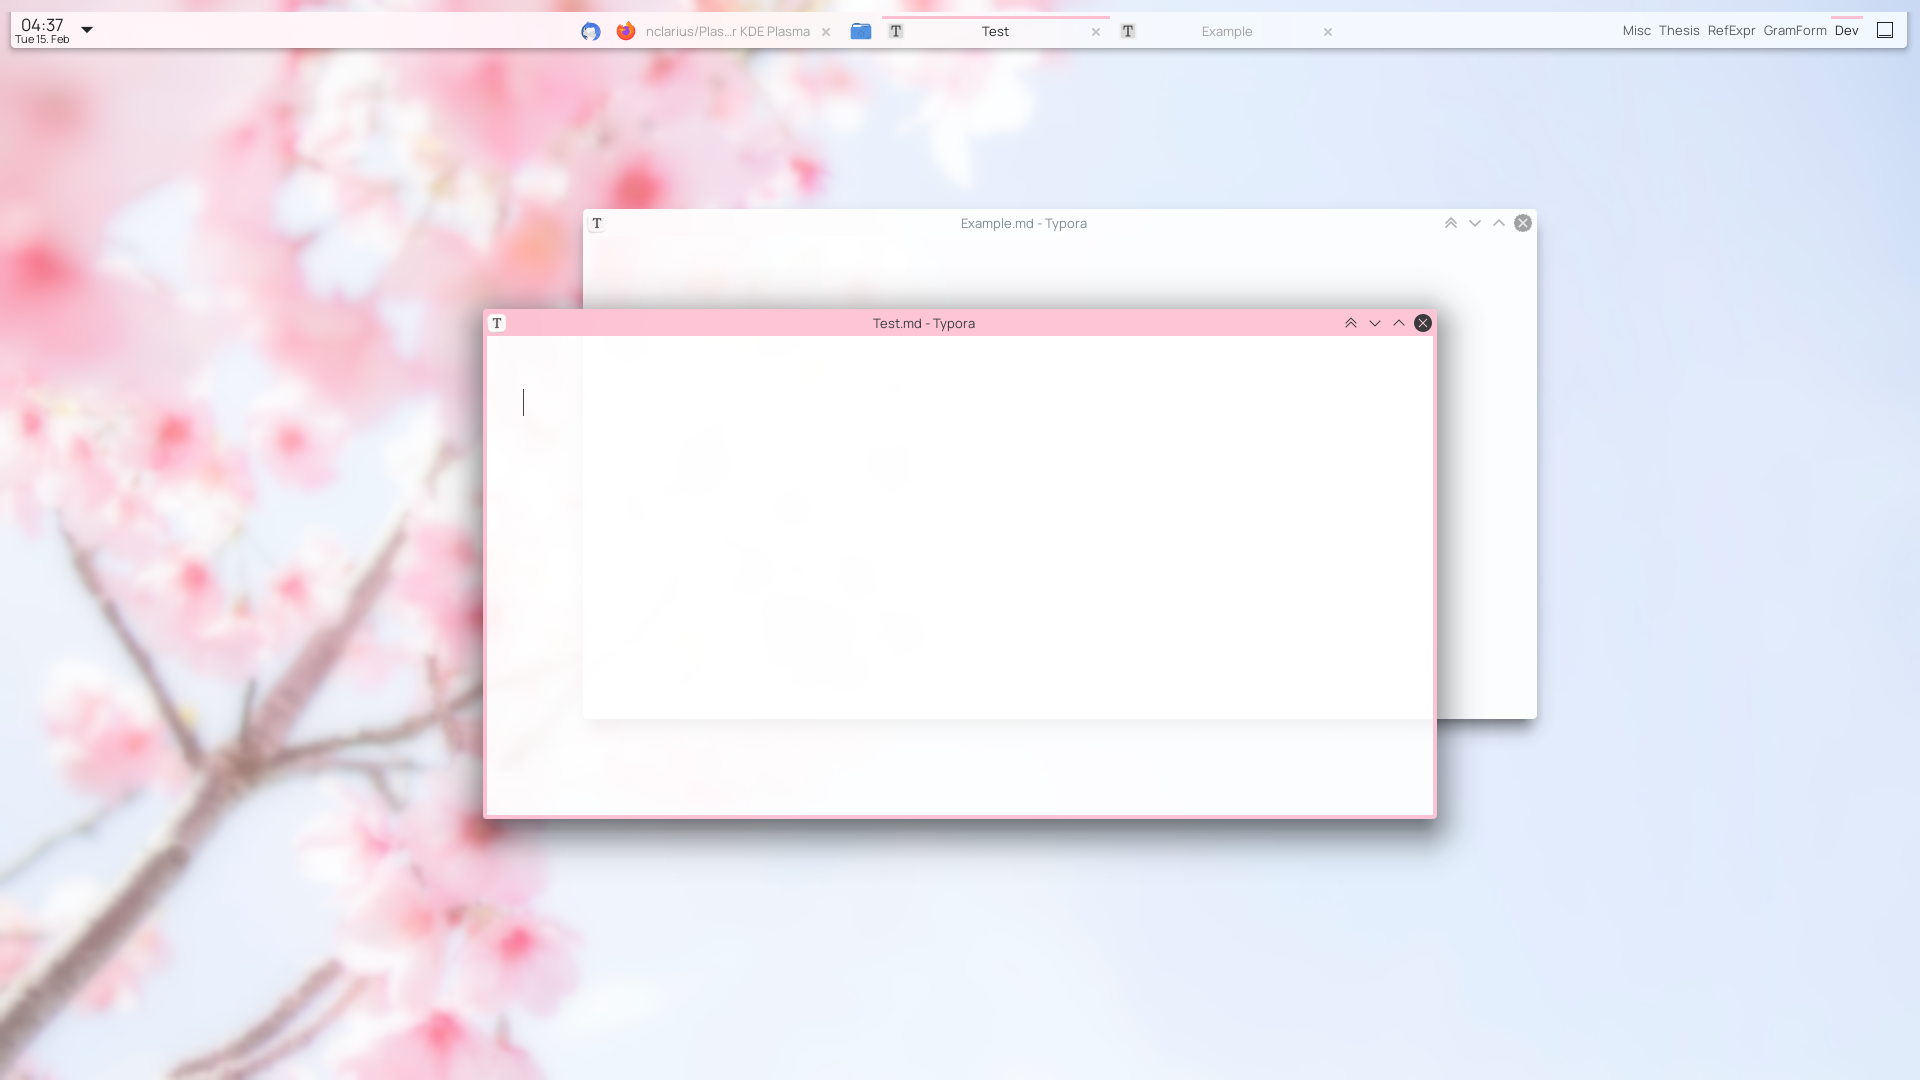 04:37
Tue 15. Feb
nclarius/Plas...r KDE Plasma
T Test
T Example
Misc Thesis RefExpr GramForm Dev
T Example.md - Typora
T Test.md - Typora